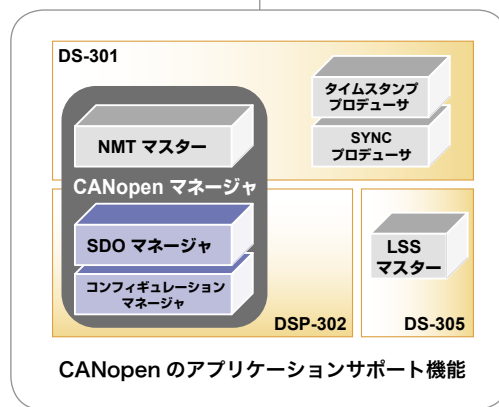 DS-301
タイムスタンプ
プロデューサ
SYNC
プロデューサ
NMT マスター
CANopen マネージャ
SDO マネージャ
コンフィギュレーション
マネージャ
DSP-302
LSS
マスター
DS-305
CANopen のアプリケーションサポート機能